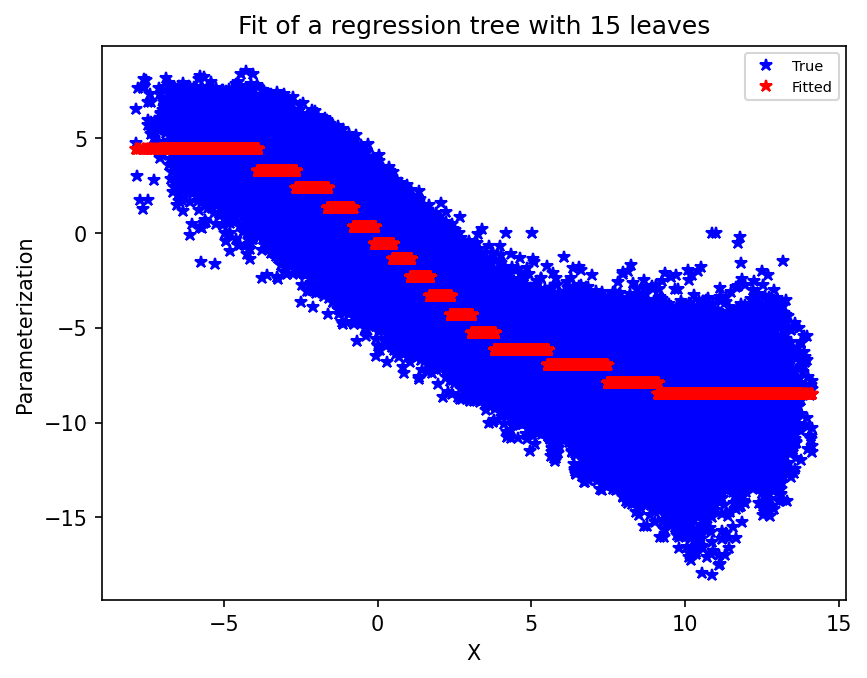 Fit of a regression tree with 15 leaves
True
Fitted
Parameterization
5
0
−5
−10
−15
−5
0
5
10
15
X